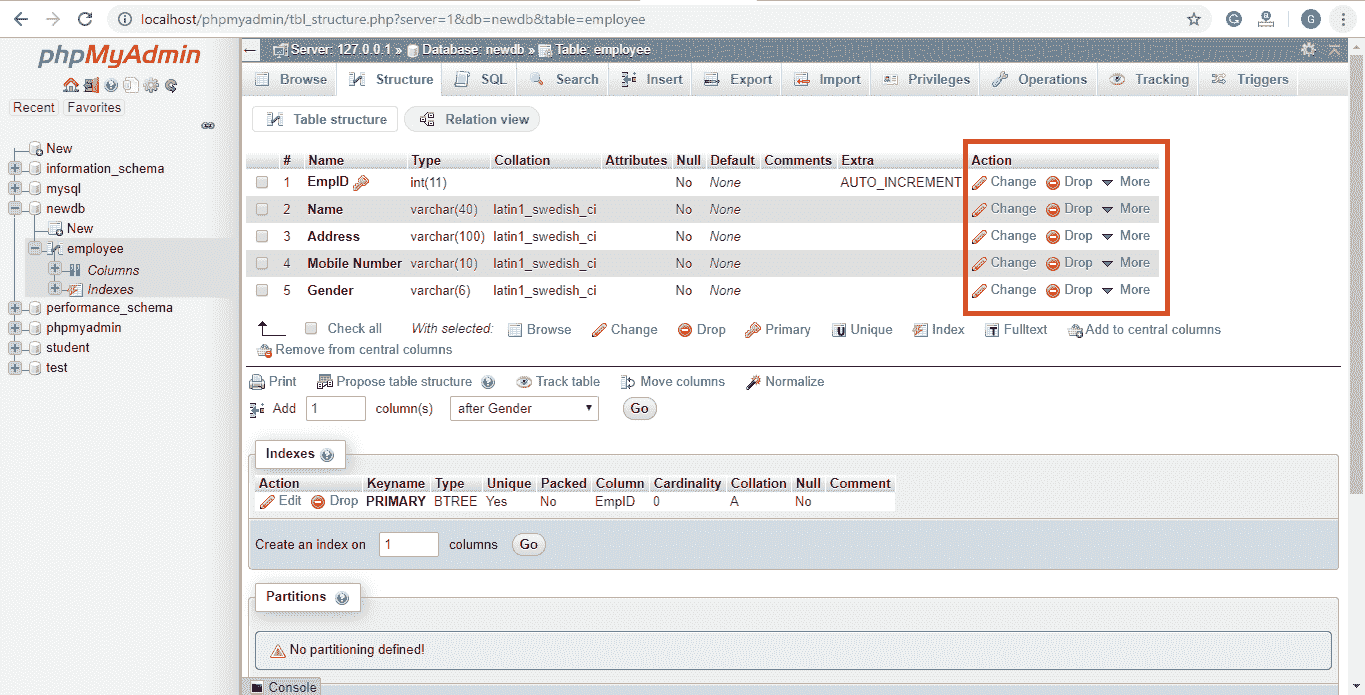 localhost/phpmyadmin/tbl_structure.php?server=1&db=newdb&table=employee
G
phpMyAdmin
Recent Favorites
New
information_schema
mysql
newdb
New
employee
Columns
Indexes
performance_schema
phpmyadmin
student
test
Server: 127.0.0.1 » Database: newdb » Table: employee
Browse Structure SQL Search Insert Export Import Privileges Operations Tracking Triggers
Table structure Relation view
# Name Type Collation Attributes Null Default Comments Extra Action
1 EmpID int(11) No None AUTO_INCREMENT Change Drop More
2 Name varchar(40) latin1_swedish_ci No None Change Drop More
3 Address varchar(100) latin1_swedish_ci No None Change Drop More
4 Mobile Number varchar(10) latin1_swedish_ci No None Change Drop More
5 Gender varchar(6) latin1_swedish_ci No None Change Drop More
Check all With selected: Browse Change Drop Primary Unique Index Fulltext Add to central columns
Remove from central columns
Print Propose table structure Track table Move columns Normalize
Add 1 column(s) after Gender Go
Indexes
Action Keyname Type Unique Packed Column Cardinality Collation Null Comment
Edit Drop PRIMARY BTREE Yes No EmpID 0 A No
Create an index on 1 columns Go
Partitions
No partitioning defined!
Console